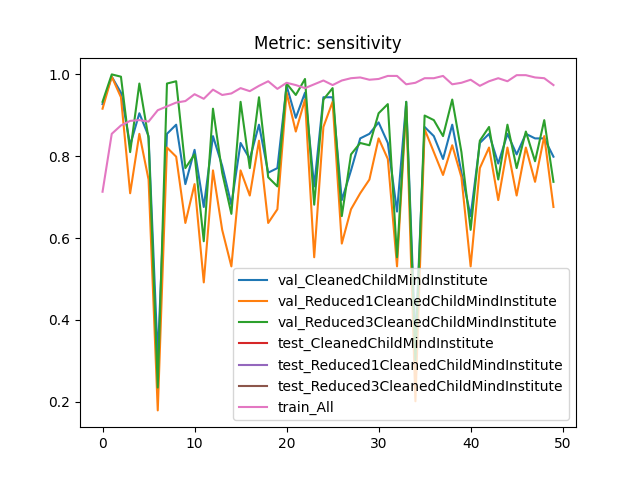 Metric: sensitivity
1.0
0.8
0.6
0.4
0.2
val_CleanedChildMindInstitute
val_Reduced1CleanedChildMindInstitute
val_Reduced3CleanedChildMindInstitute
test_CleanedChildMindInstitute
test_Reduced1CleanedChildMindInstitute
test_Reduced3CleanedChildMindInstitute
train_All
0 10 20 30 40 50